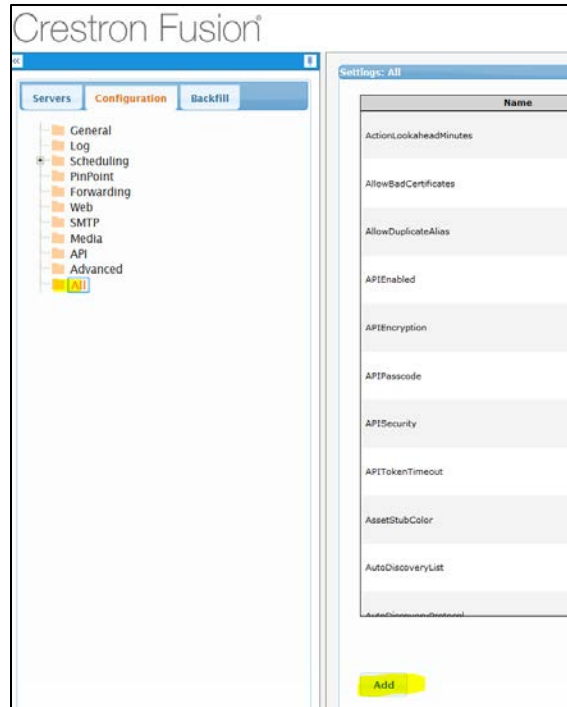 Crestron Fusion®
Servers
Configuration
Backfill
General
Log
Scheduling
PinPoint
Forwarding
Web
SMTP
Media
API
Advanced
All
Settings: All
Name
ActionLookaheadMinutes
AllowBadCertificates
AllowDuplicateAlias
APIEnabled
APIEncryption
APIPasscode
APISecurity
APITokenTimeout
AssetStubColor
AutoDiscoveryList
AutoDiscoveryProtocol
Add